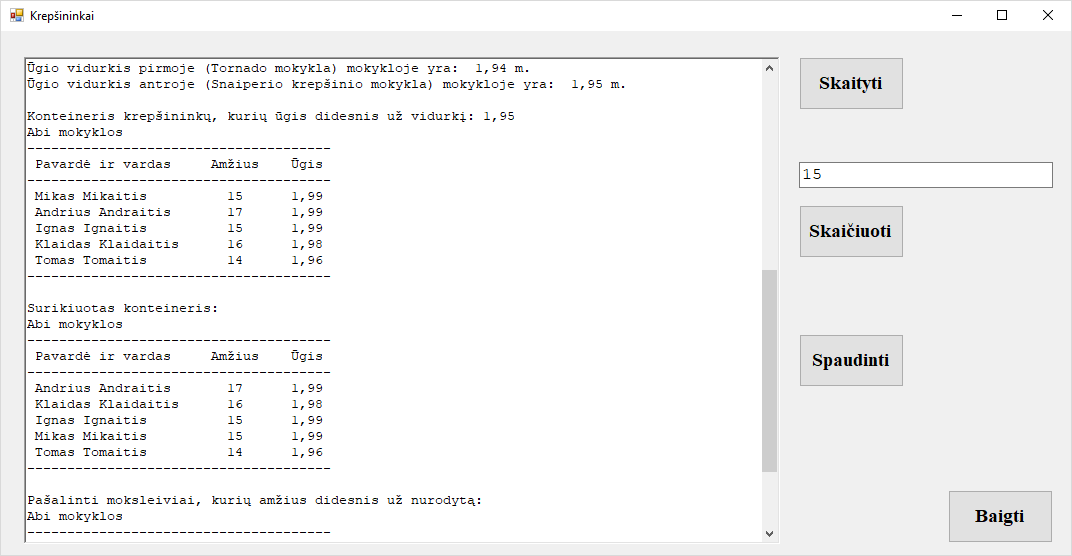 Krepšininkai
Ūgio vidurkis pirmoje (Tornado mokykla) mokykloje yra:  1,94 m.
Ūgio vidurkis antroje (Snaiperio krepšinio mokykla) mokykloje yra:  1,95 m.
Konteineris krepšininkų, kurių ūgis didesnis už vidurkį: 1,95
Abi mokyklos
--------------------------------------
Pavardė ir vardas     Amžius    Ūgis
--------------------------------------
Mikas Mikaitis          15      1,99
Andrius Andraitis       17      1,99
Ignas Ignaitis          15      1,99
Klaidas Klaidaitis      16      1,98
Tomas Tomaitis          14      1,96
--------------------------------------
Surikiuotas konteineris:
Abi mokyklos
--------------------------------------
Pavardė ir vardas     Amžius    Ūgis
--------------------------------------
Andrius Andraitis       17      1,99
Klaidas Klaidaitis      16      1,98
Ignas Ignaitis          15      1,99
Mikas Mikaitis          15      1,99
Tomas Tomaitis          14      1,96
--------------------------------------
Pašalinti moksleiviai, kurių amžius didesnis už nurodytą:
Abi mokyklos
--------------------------------------
Skaityti
15
Skaičiuoti
Spaudinti
Baigti